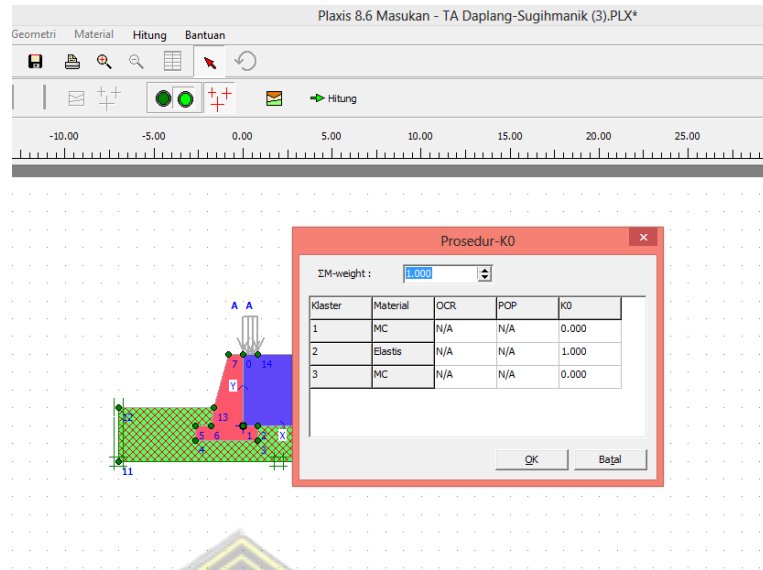 Plaxis 8.6 Masukan - TA Daplang-Sugihmanik (3).PLX*
Geometri Material Hitung Bantuan
Hitung
-10.00 -5.00 0.00 5.00 10.00 15.00 20.00 25.00
Prosedur-K0
ΣM-weight : 1.000
Klaster Material OCR POP K0
1 MC N/A N/A 0.000
2 Elastis N/A N/A 1.000
3 MC N/A N/A 0.000
OK Batal
A A
7 0 14
Y
12 13
5 6 1 2 X
4 3
11